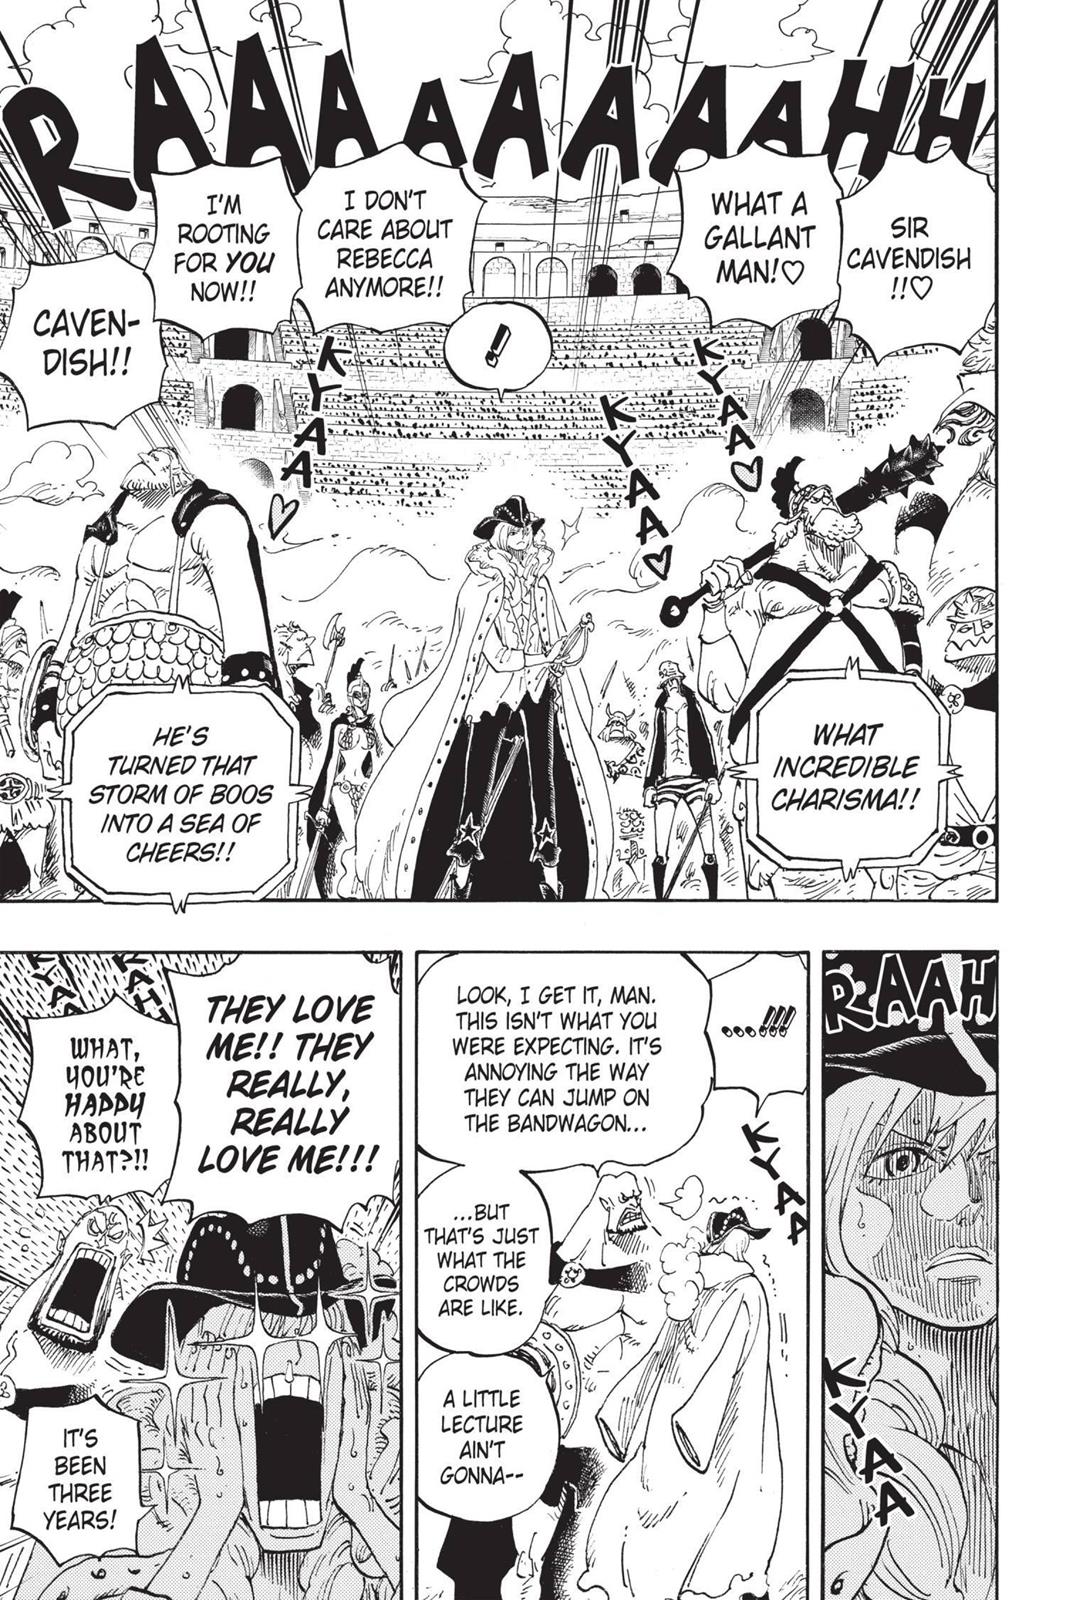 RAAAAAAAAHH
SIR
CAVENDISH
!!♡
WHAT A
GALLANT
MAN!♡
I DON'T
CARE ABOUT
REBECCA
ANYMORE!!
I'M
ROOTING
FOR YOU
NOW!!
CAVEN-
DISH!!
!
KYAA♡
KYAA♡
KYAA♡
WHAT
INCREDIBLE
CHARISMA!!
HE'S
TURNED THAT
STORM OF BOOS
INTO A SEA OF
CHEERS!!
RAAH
KYAA
...!!!
KYAA
LOOK, I GET IT, MAN.
THIS ISN'T WHAT YOU
WERE EXPECTING. IT'S
ANNOYING THE WAY
THEY CAN JUMP ON
THE BANDWAGON...
...BUT
THAT'S JUST
WHAT THE
CROWDS
ARE LIKE.
A LITTLE
LECTURE
AIN'T
GONNA--
RAH
KYAA
THEY LOVE
ME!! THEY
REALLY,
REALLY
LOVE ME!!!
WHAT,
YOU'RE
HAPPY
ABOUT
THAT?!!
IT'S
BEEN
THREE
YEARS!